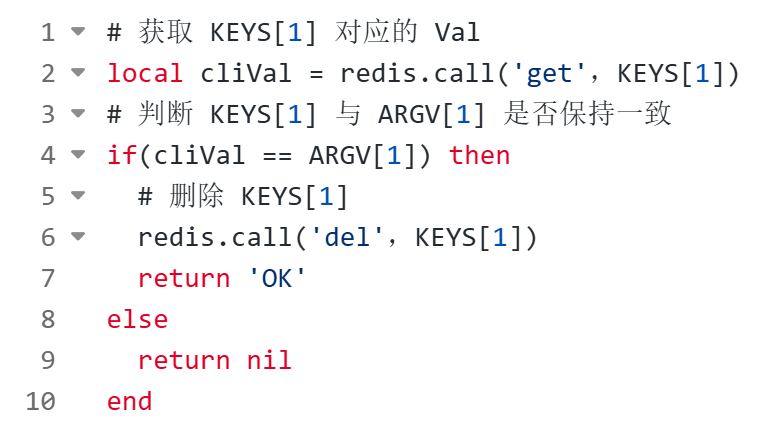 1 # 获取 KEYS[1] 对应的 Val
2 local cliVal = redis.call('get'，KEYS[1])
3 # 判断 KEYS[1] 与 ARGV[1] 是否保持一致
4 if(cliVal == ARGV[1]) then
5   # 删除 KEYS[1]
6   redis.call('del'，KEYS[1])
7   return 'OK'
8 else
9   return nil
10 end